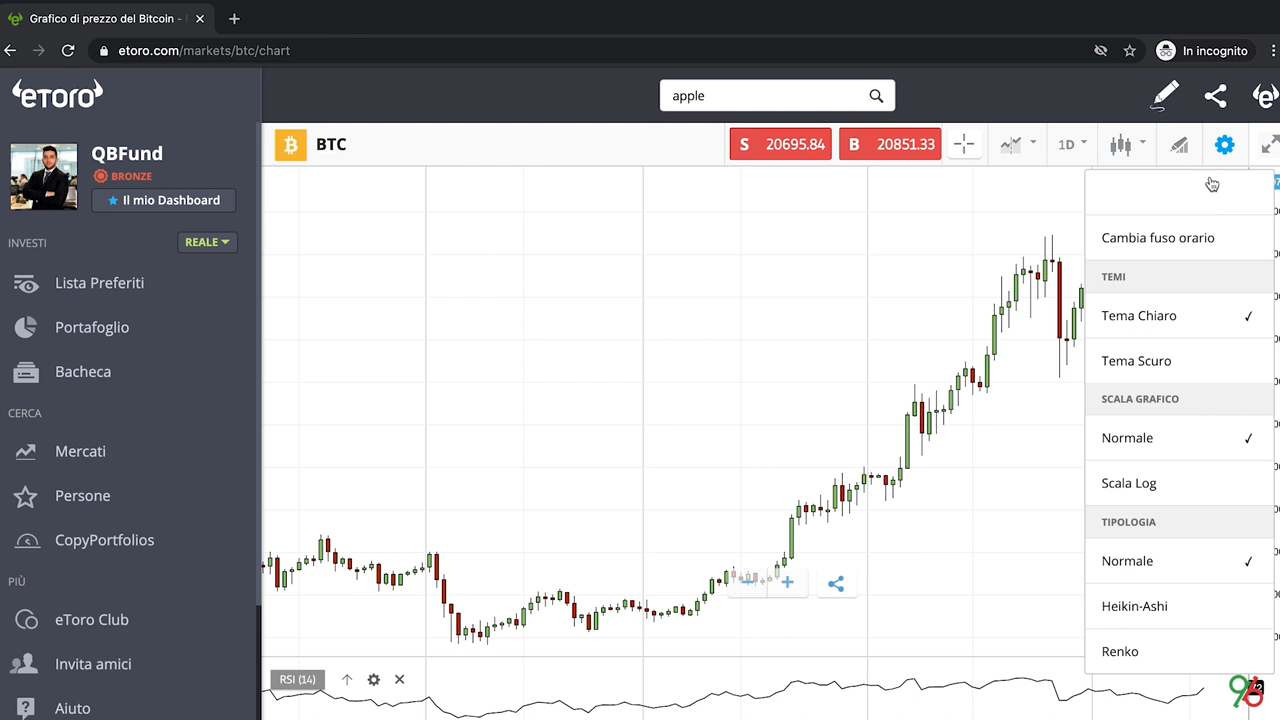 Grafico di prezzo del Bitcoin -
etoro.com/markets/btc/chart
In incognito
eToro
apple
QBFund
BRONZE
Il mio Dashboard
BTC
S 20695.84
B 20851.33
1D
INVESTI
REALE
Lista Preferiti
Portafoglio
Bacheca
CERCA
Mercati
Persone
CopyPortfolios
PIÙ
eToro Club
Invita amici
Aiuto
Cambia fuso orario
TEMI
Tema Chiaro
Tema Scuro
SCALA GRAFICO
Normale
Scala Log
TIPOLOGIA
Normale
Heikin-Ashi
Renko
RSI (14)
96